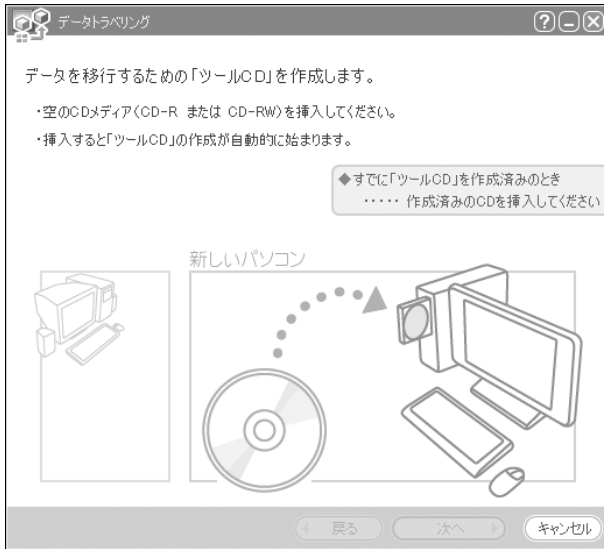 データトラベリング
データを移行するための「ツールCD」を作成します。
・空のCDメディア(CD-R または CD-RW)を挿入してください。
・挿入すると「ツールCD」の作成が自動的に始まります。
◆すでに「ツールCD」を作成済みのとき
・・・・・ 作成済みのCDを挿入してください
新しいパソコン
戻る 次へ キャンセル